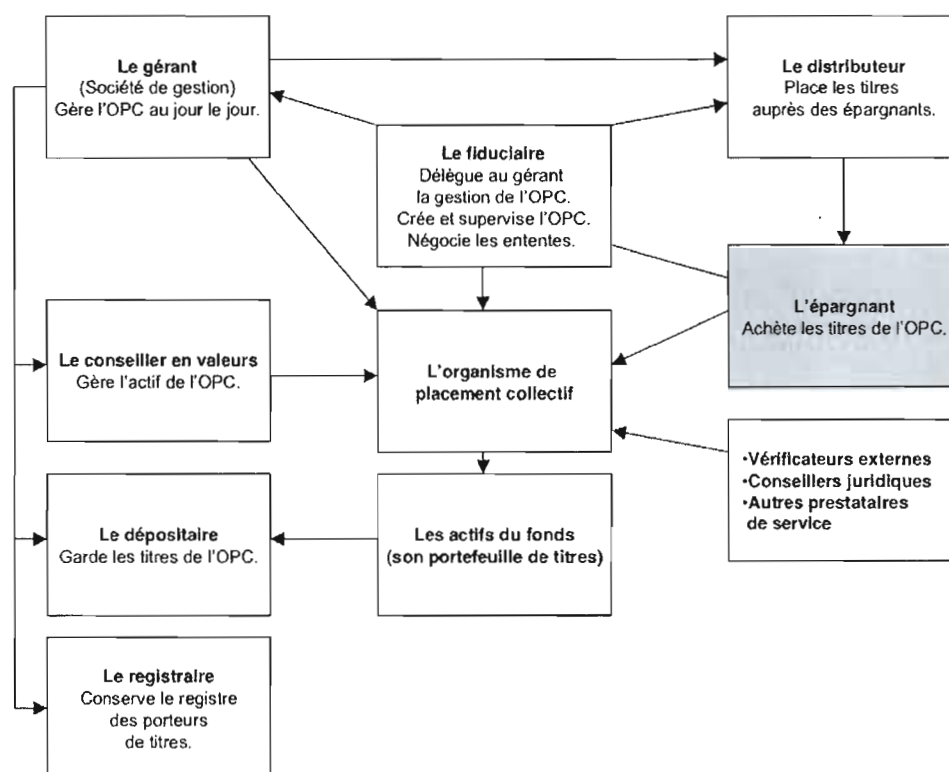 Le gérant
(Société de gestion)
Gère l'OPC au jour le jour.
Le distributeur
Place les titres
auprès des épargnants.
Le fiduciaire
Délègue au gérant
la gestion de l'OPC.
Crée et supervise l'OPC.
Négocie les ententes.
L'épargnant
Achète les titres de l'OPC.
Le conseiller en valeurs
Gère l'actif de l'OPC.
L'organisme de
placement collectif
•Vérificateurs externes
•Conseillers juridiques
•Autres prestataires
de service
Le dépositaire
Garde les titres de l'OPC.
Les actifs du fonds
(son portefeuille de titres)
Le registraire
Conserve le registre
des porteurs
de titres.